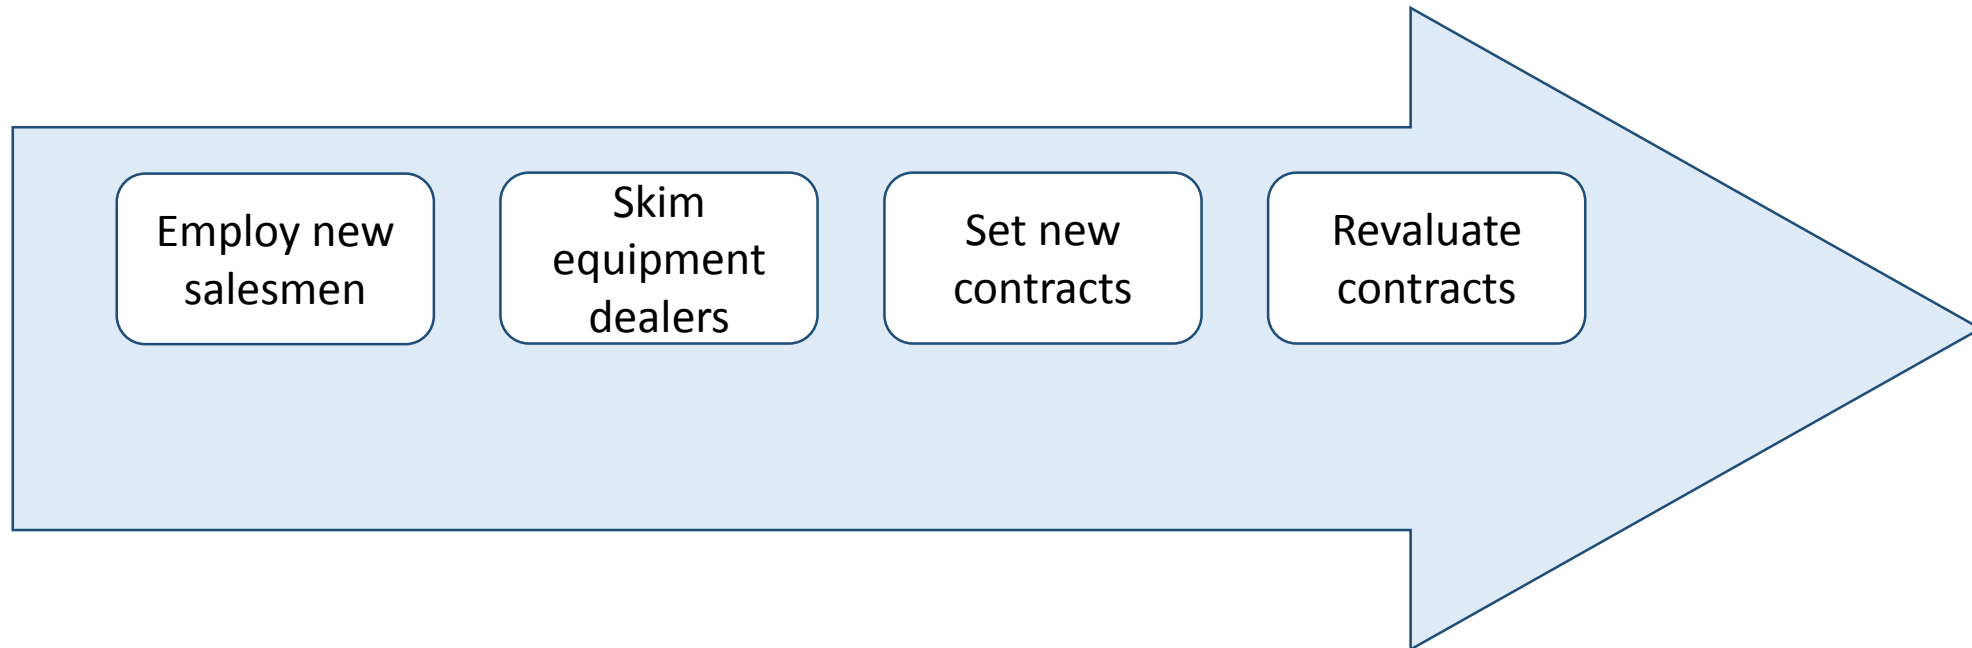 Employ new
salesmen
Skim
equipment
dealers
Set new
contracts
Revaluate
contracts